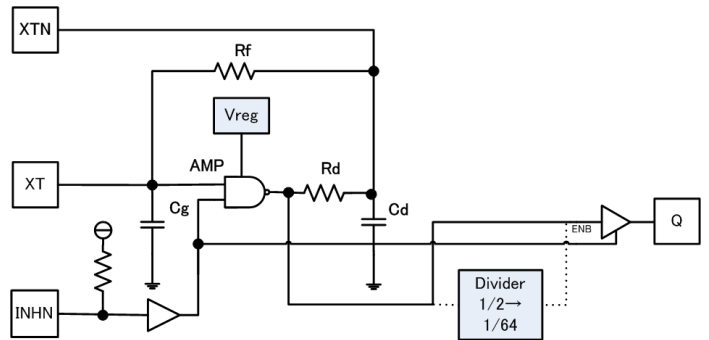 XTN
Rf
Vreg
AMP
Rd
XT
Cg
Cd
Q
ENB
INHN
Divider
1/2→
1/64